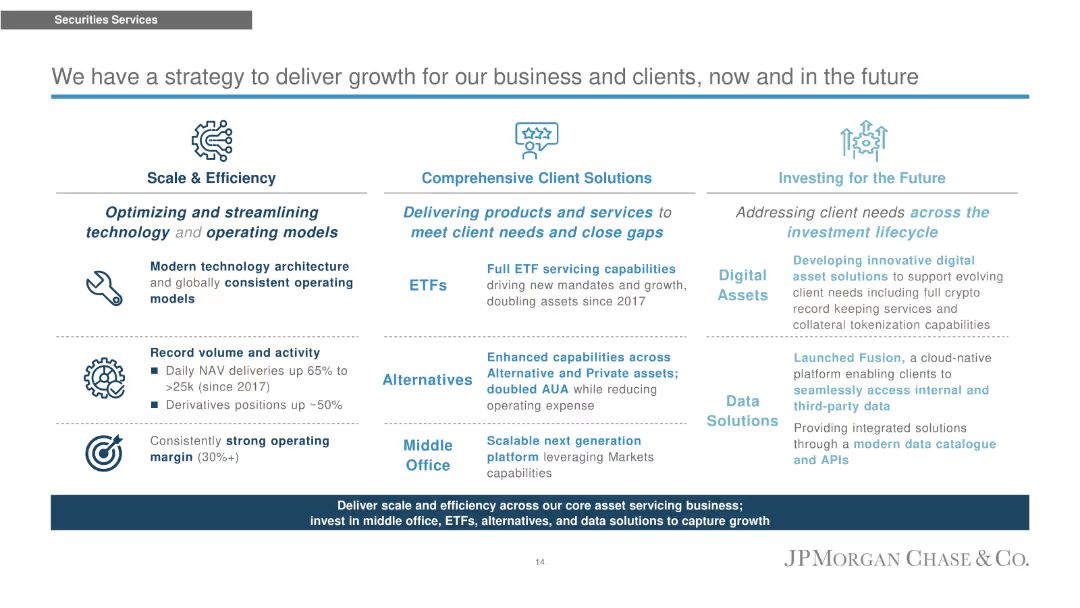 Securities Services
We have a strategy to deliver growth for our business and clients, now and in the future
Scale & Efficiency
Optimizing and streamlining
technology and operating models
Modern technology architecture
and globally consistent operating
models
Record volume and activity
■ Daily NAV deliveries up 65% to
>25k (since 2017)
■ Derivatives positions up ~50%
Consistently strong operating
margin (30%+)
Comprehensive Client Solutions
Delivering products and services to
meet client needs and close gaps
ETFs
Full ETF servicing capabilities
driving new mandates and growth,
doubling assets since 2017
Alternatives
Enhanced capabilities across
Alternative and Private assets;
doubled AUA while reducing
operating expense
Middle
Office
Scalable next generation
platform leveraging Markets
capabilities
Investing for the Future
Addressing client needs across the
investment lifecycle
Digital
Assets
Developing innovative digital
asset solutions to support evolving
client needs including full crypto
record keeping services and
collateral tokenization capabilities
Data
Solutions
Launched Fusion, a cloud-native
platform enabling clients to
seamlessly access internal and
third-party data
Providing integrated solutions
through a modern data catalogue
and APIs
Deliver scale and efficiency across our core asset servicing business;
invest in middle office, ETFs, alternatives, and data solutions to capture growth
14
JPMORGAN CHASE & CO.